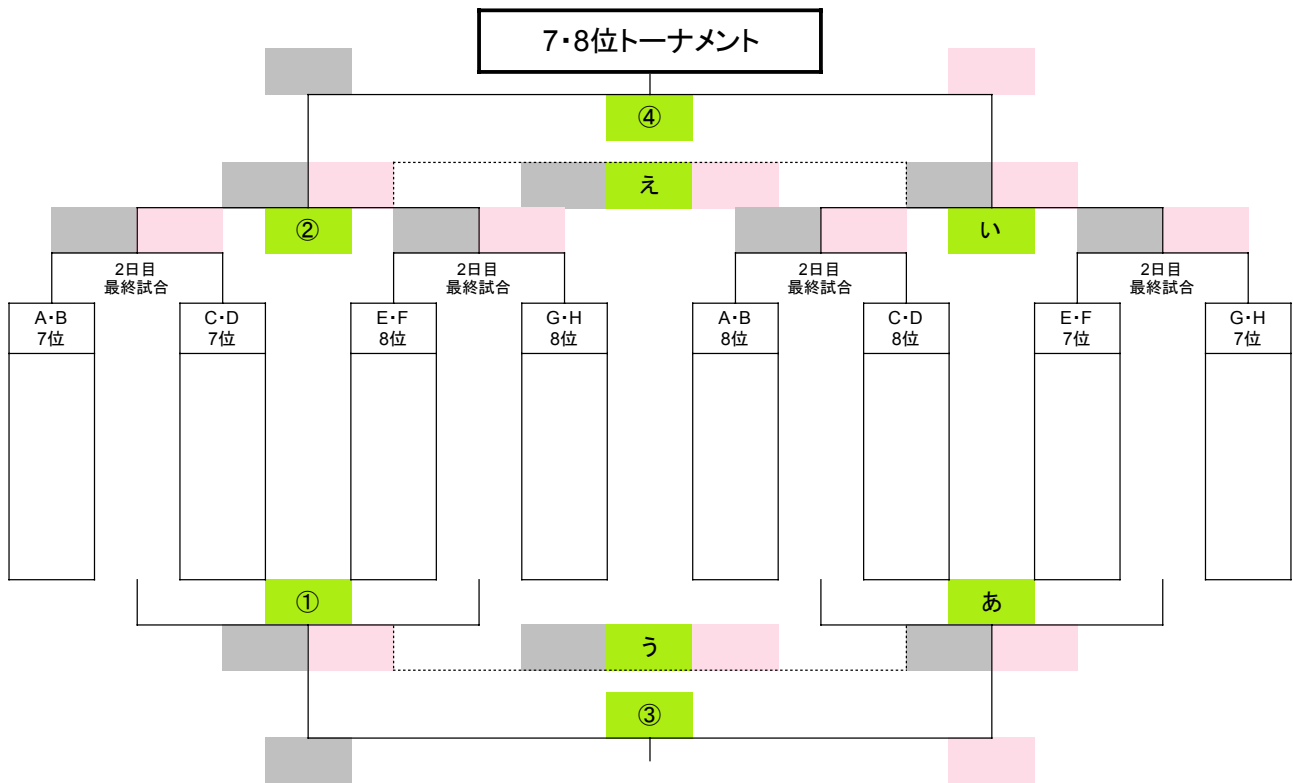 7・8位トーナメント
④
え
②
い
2日目
最終試合
2日目
最終試合
2日目
最終試合
2日目
最終試合
A・B
7位
C・D
7位
E・F
8位
G・H
8位
A・B
8位
C・D
8位
E・F
7位
G・H
7位
①
あ
う
③